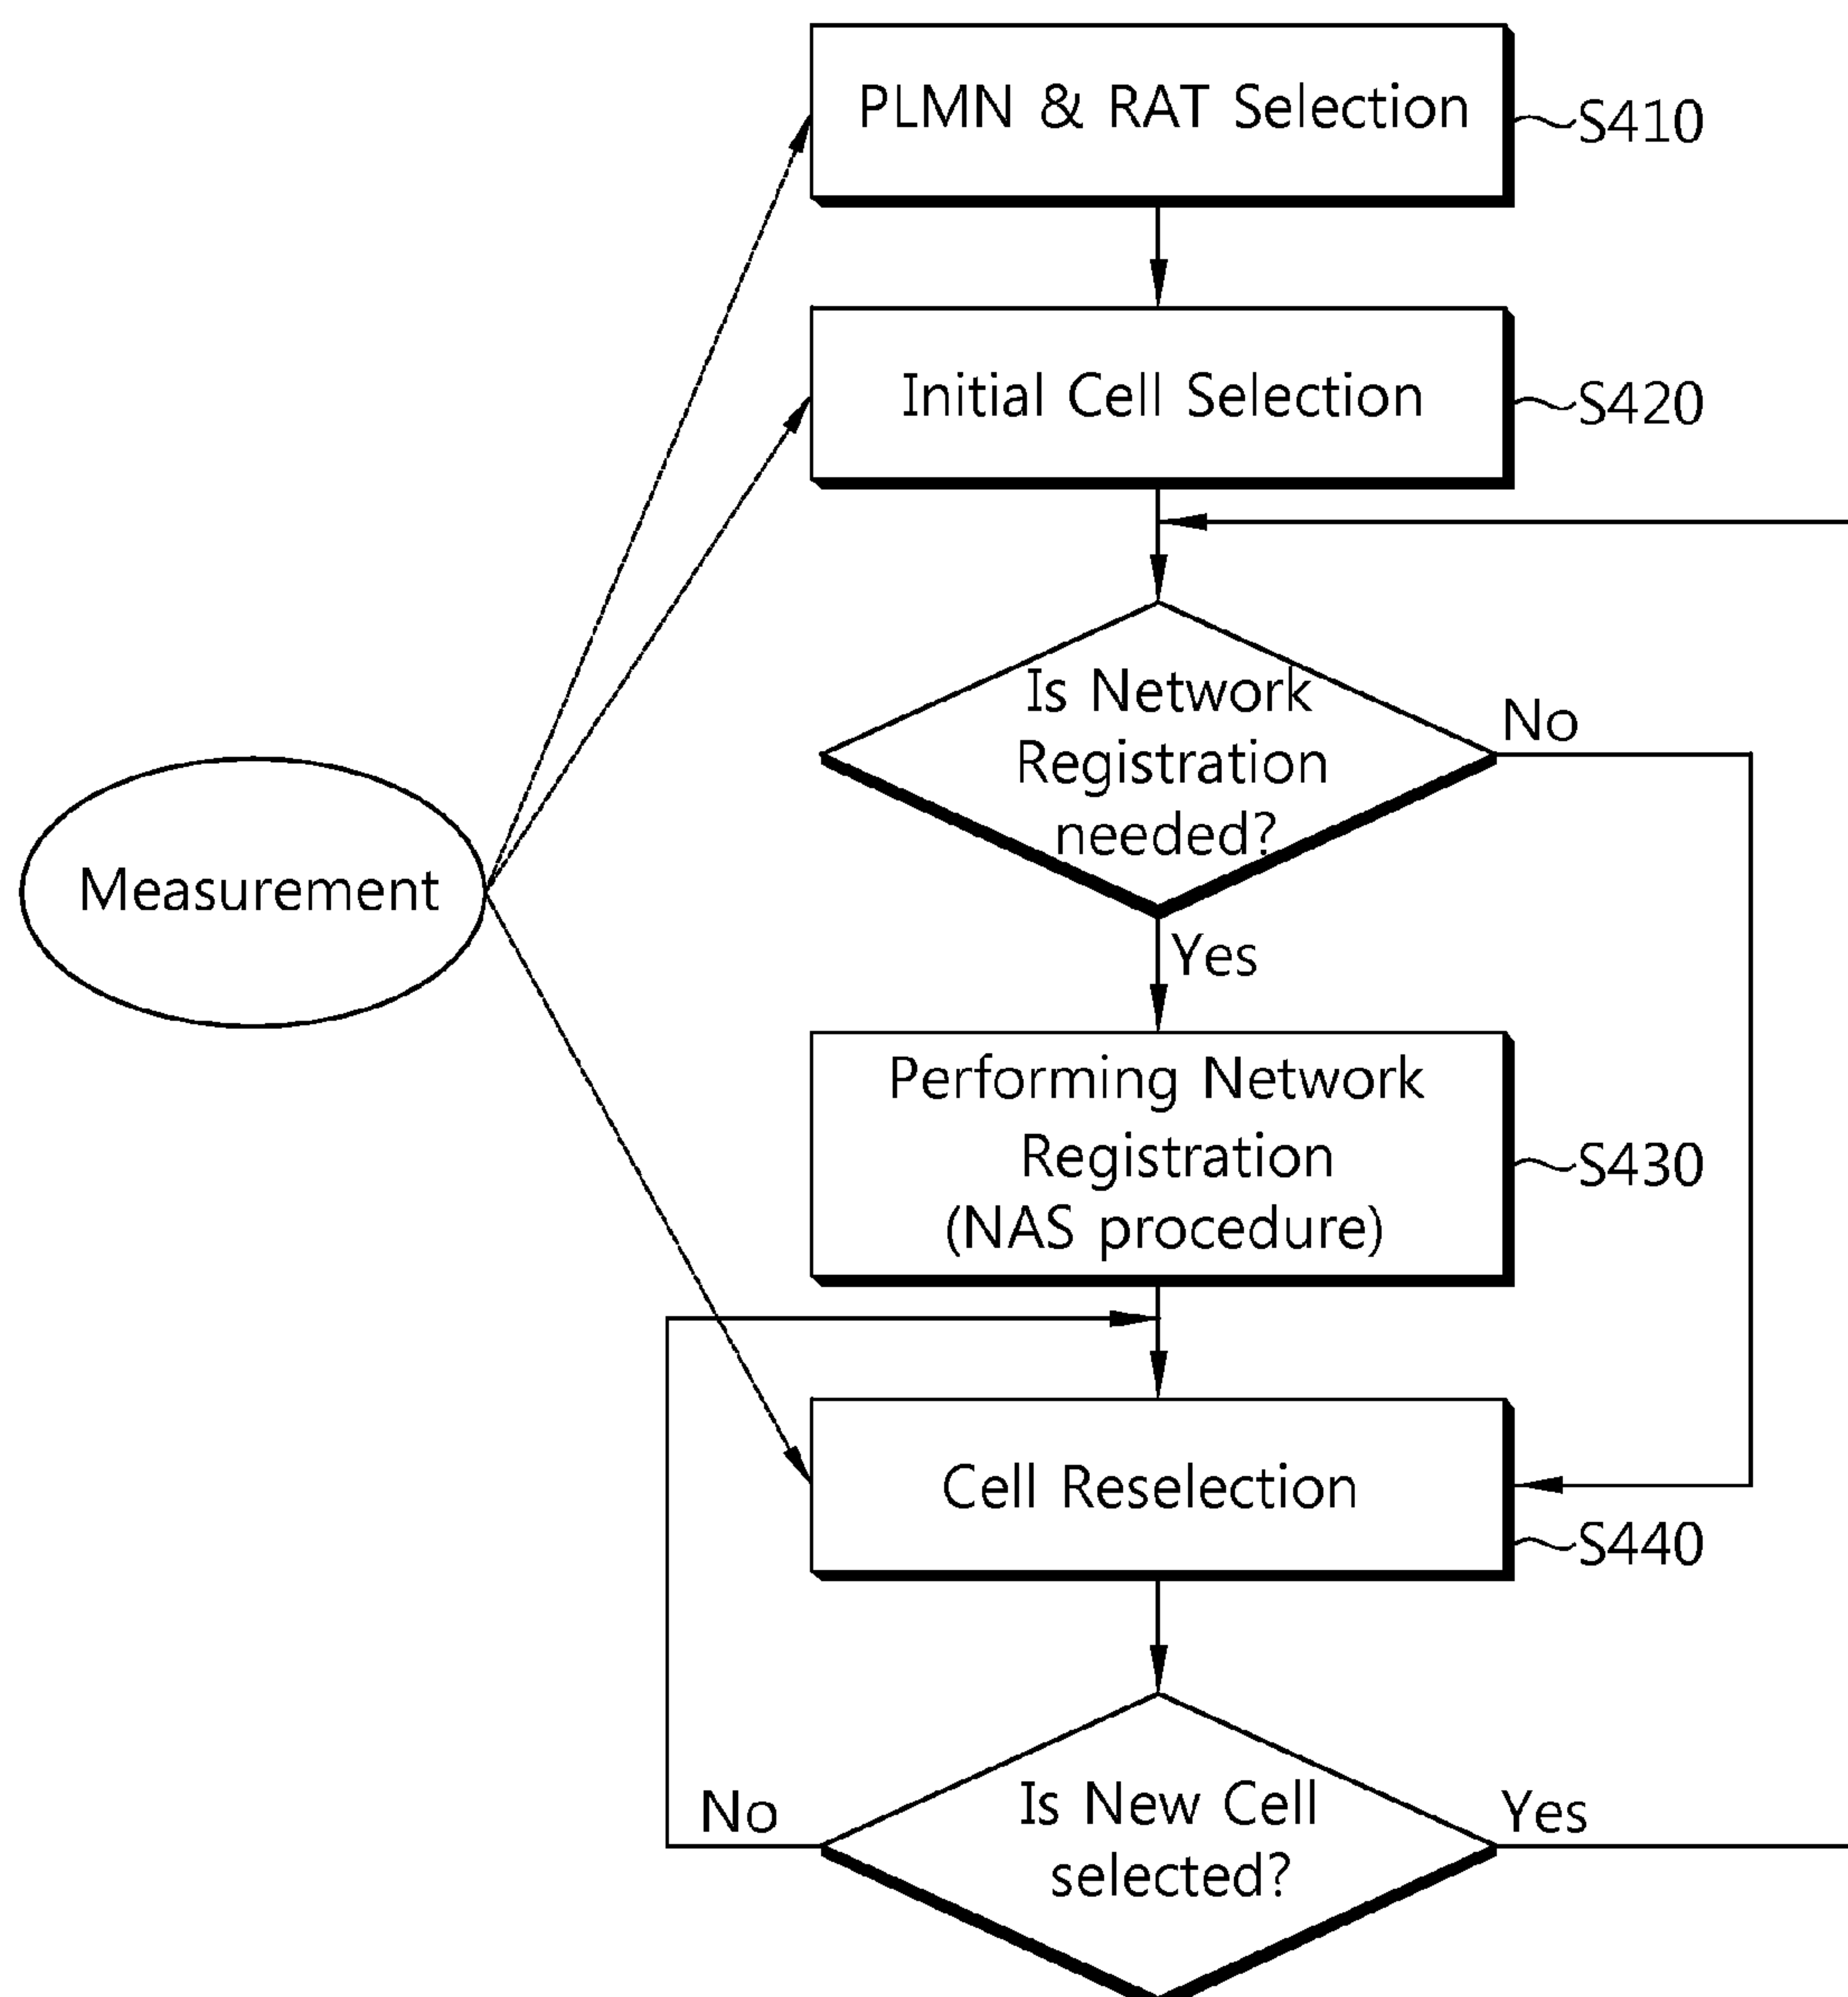 PLMN & RAT Selection
S410
Initial Cell Selection
S420
Is Network
Registration
needed?
No
Yes
Measurement
Performing Network
Registration
(NAS procedure)
S430
Cell Reselection
S440
Is New Cell
selected?
No
Yes